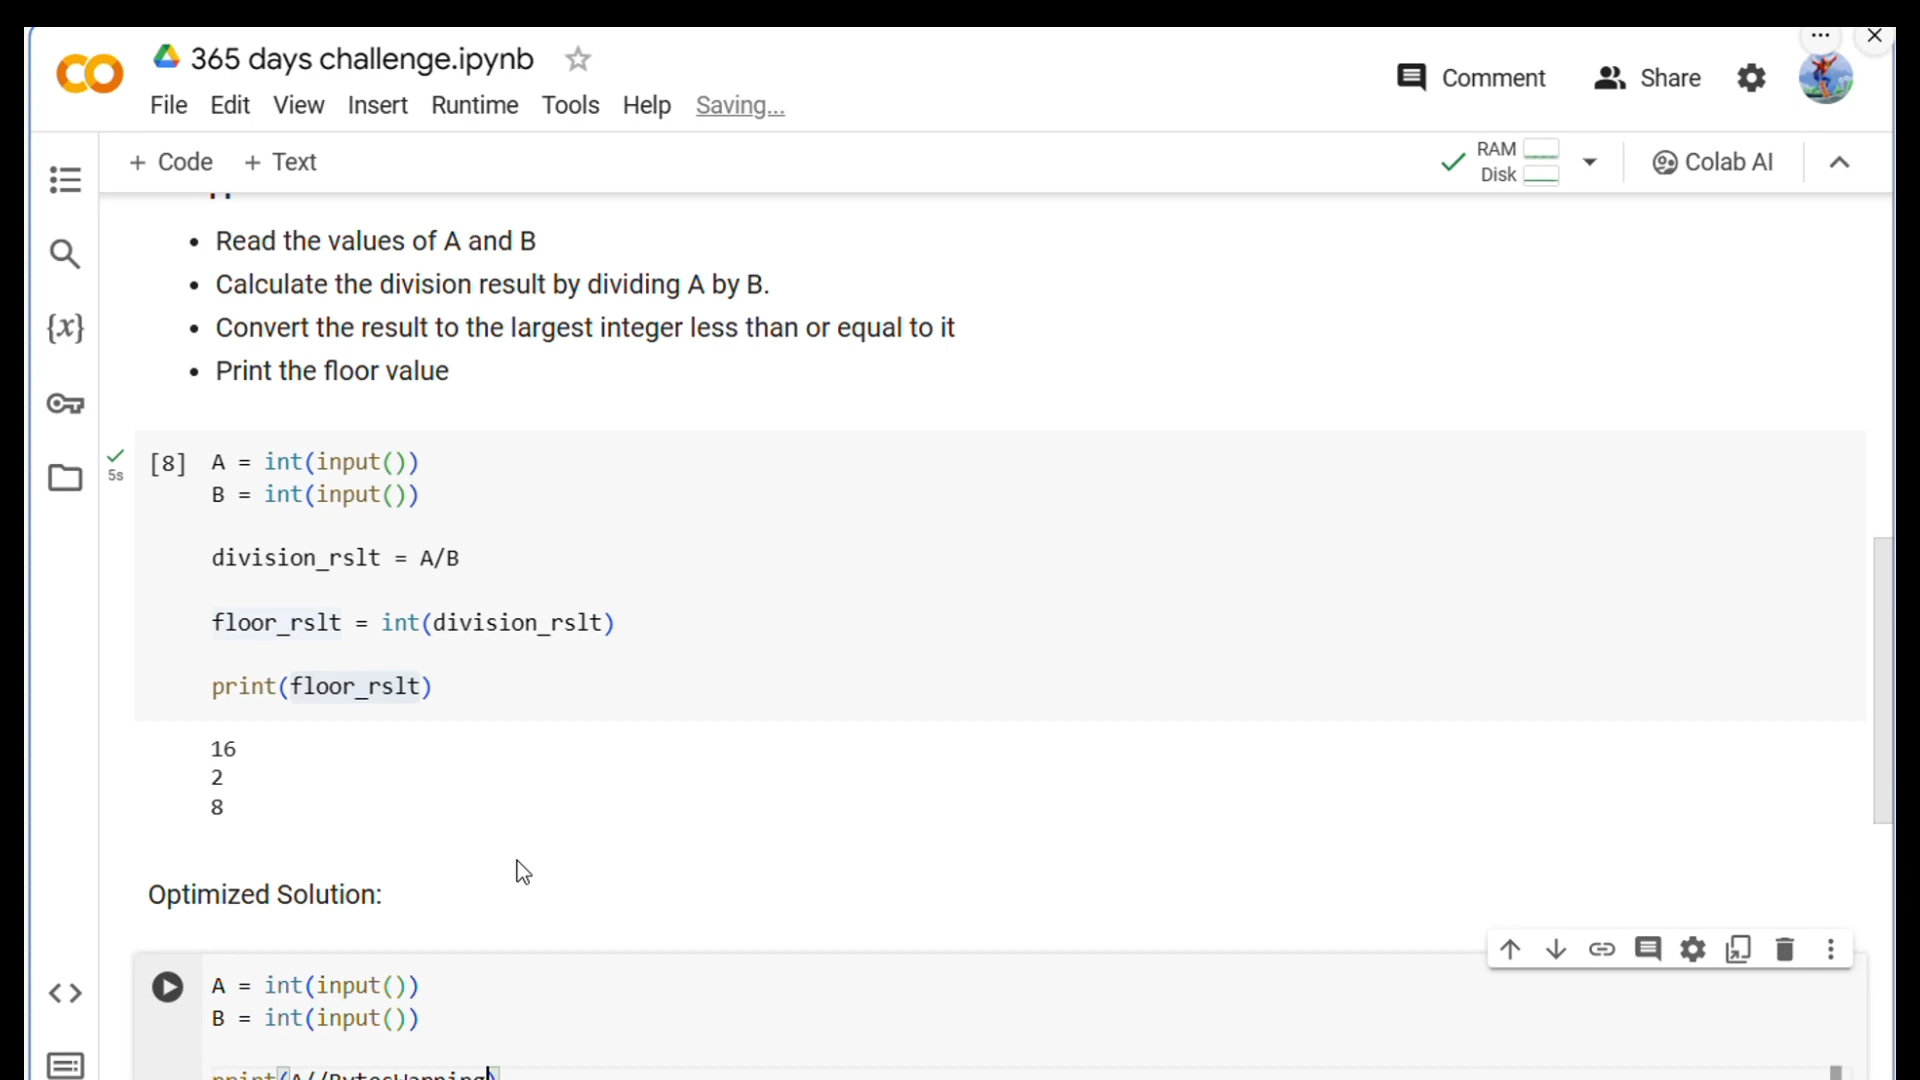 365 days challenge.ipynb
Comment
Share
File Edit View Insert Runtime Tools Help Saving...
+ Code + Text
RAM
Disk
Colab AI
• Read the values of A and B
• Calculate the division result by dividing A by B.
• Convert the result to the largest integer less than or equal to it
• Print the floor value
5s
[8] A = int(input())
B = int(input())
division_rslt = A/B
floor_rslt = int(division_rslt)
print(floor_rslt)
16
2
8
Optimized Solution:
A = int(input())
B = int(input())
print(A//BytesWarning)